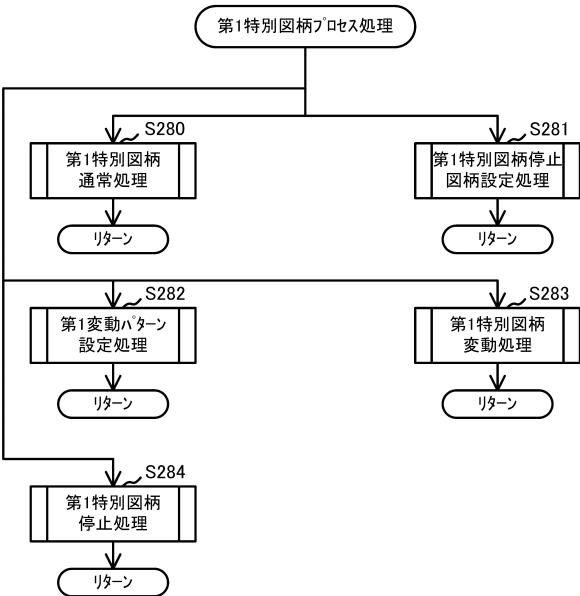 第1特別図柄ﾌﾟﾛｾｽ処理
S280
第1特別図柄
通常処理
ﾘﾀｰﾝ
S281
第1特別図柄停止
図柄設定処理
ﾘﾀｰﾝ
S282
第1変動ﾊﾟﾀｰﾝ
設定処理
ﾘﾀｰﾝ
S283
第1特別図柄
変動処理
ﾘﾀｰﾝ
S284
第1特別図柄
停止処理
ﾘﾀｰﾝ